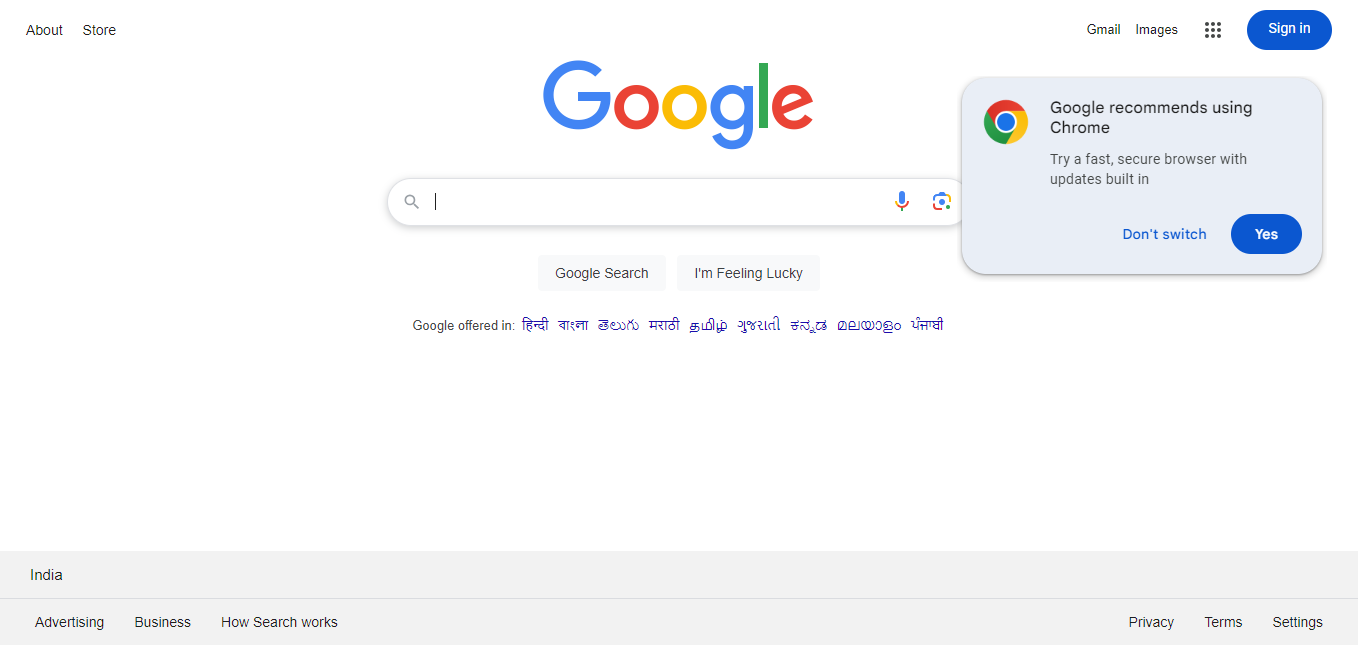 About Store
Gmail Images
Sign in
Google
Google recommends using
Chrome
Try a fast, secure browser with
updates built in
Don't switch
Yes
Google Search
I'm Feeling Lucky
Google offered in: हिन्दी বাংলা తెలుగు मराठी தமிழ் ગુજરાતી ಕನ್ನಡ മലയാളം ਪੰਜਾਬੀ
India
Advertising Business How Search works
Privacy Terms Settings